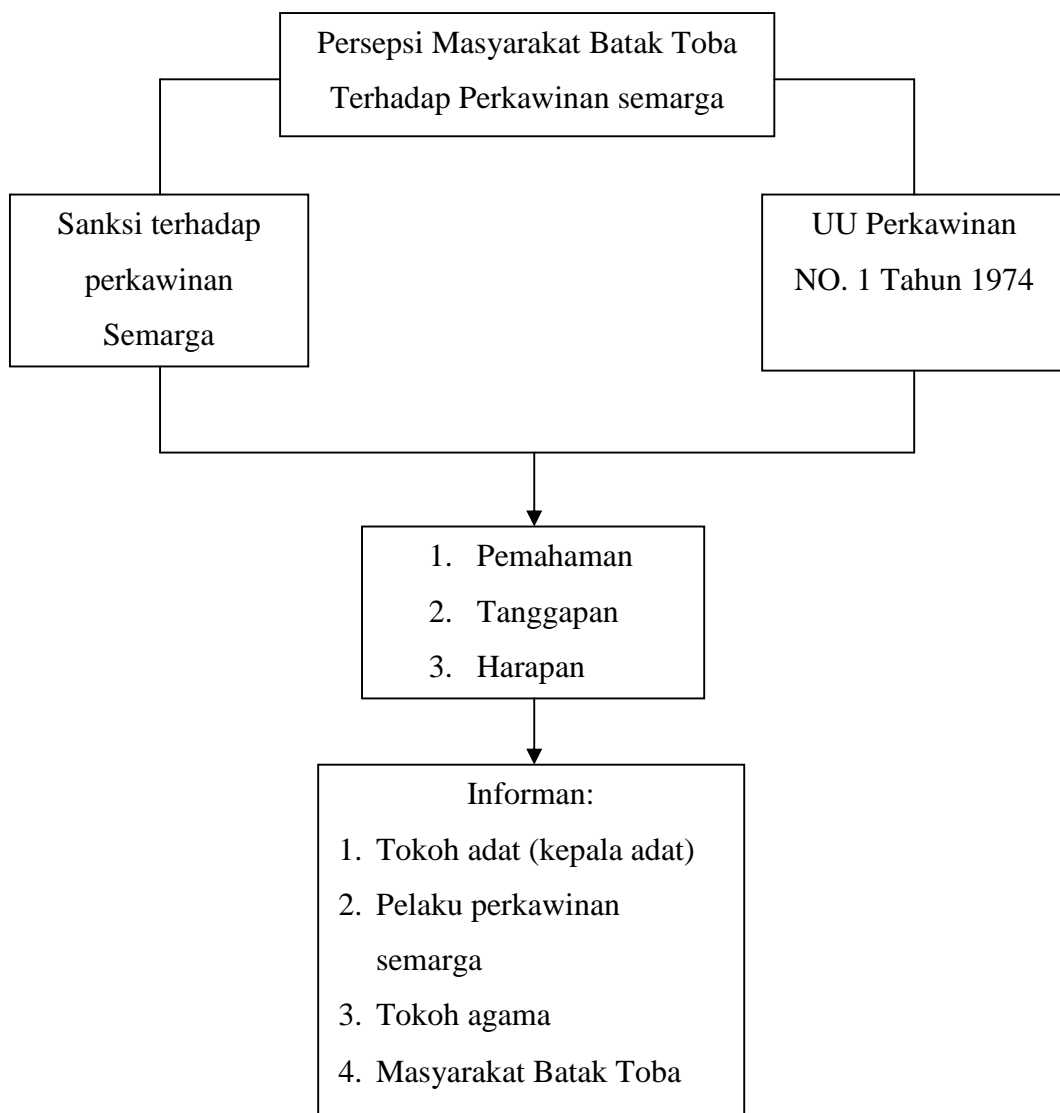 Persepsi Masyarakat Batak Toba
Terhadap Perkawinan semarga
Sanksi terhadap
perkawinan
Semarga
UU Perkawinan
NO. 1 Tahun 1974
1. Pemahaman
2. Tanggapan
3. Harapan
Informan:
1. Tokoh adat (kepala adat)
2. Pelaku perkawinan
semarga
3. Tokoh agama
4. Masyarakat Batak Toba